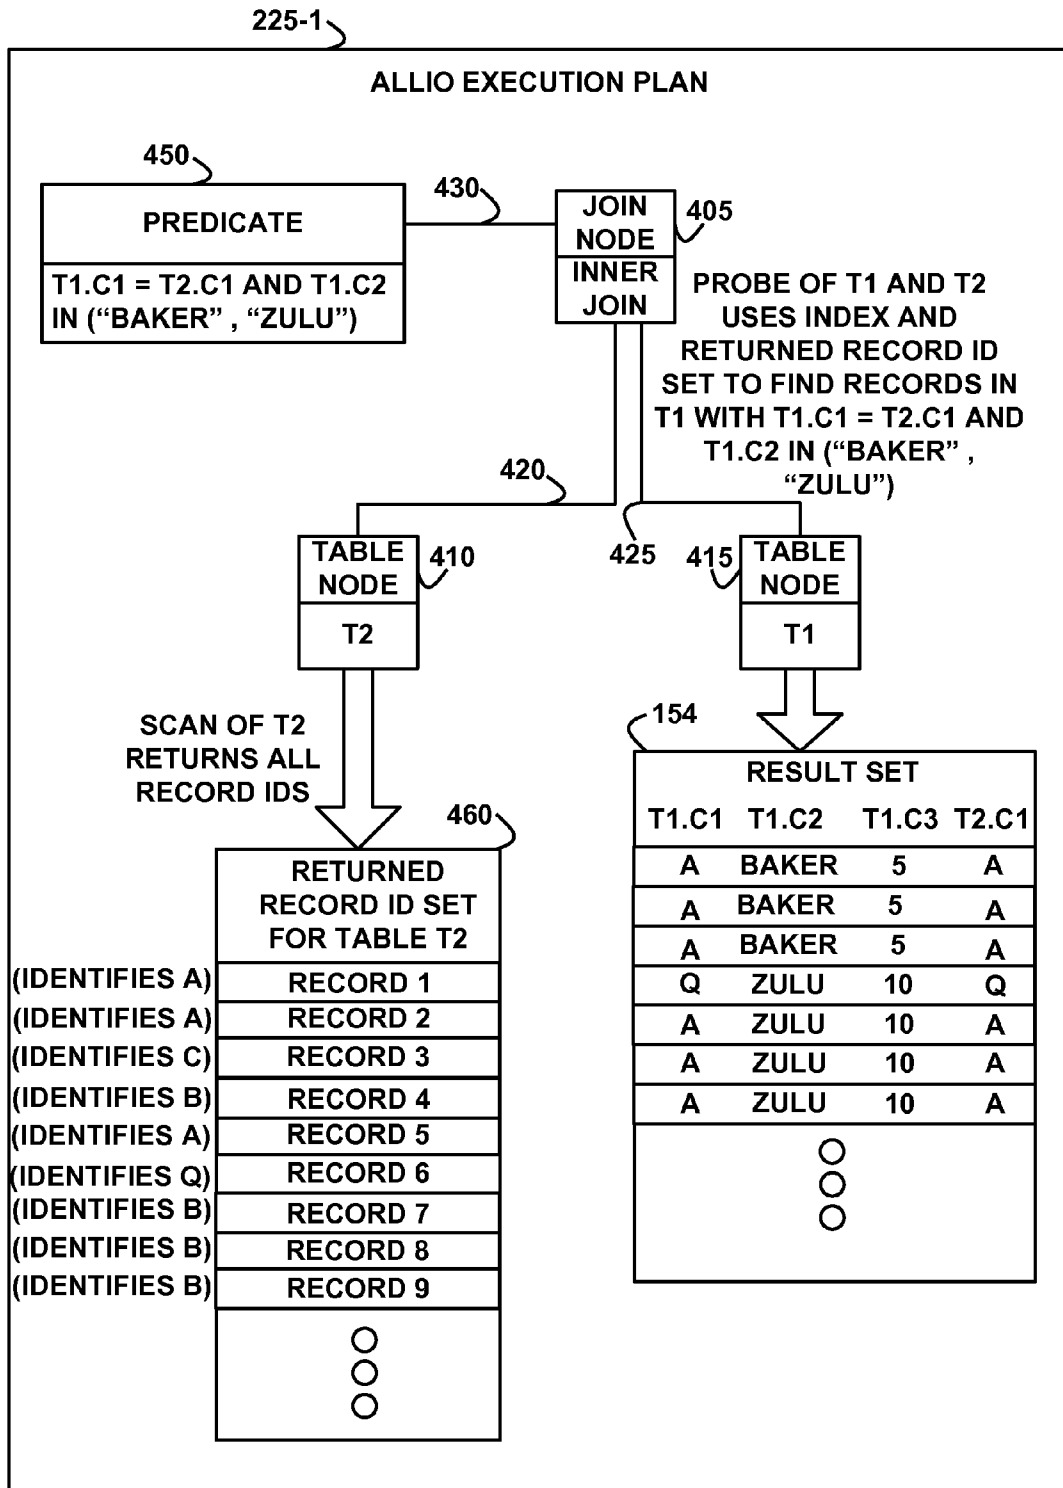 225-1
ALLIO EXECUTION PLAN
450
PREDICATE
T1.C1 = T2.C1 AND T1.C2
IN (“BAKER” , “ZULU”)
430
JOIN
NODE
INNER
JOIN
405
PROBE OF T1 AND T2
USES INDEX AND
RETURNED RECORD ID
SET TO FIND RECORDS IN
T1 WITH T1.C1 = T2.C1 AND
T1.C2 IN (“BAKER” ,
“ZULU”)
420
425
TABLE
NODE
T2
410
415
TABLE
NODE
T1
SCAN OF T2
RETURNS ALL
RECORD IDS
460
RETURNED
RECORD ID SET
FOR TABLE T2
(IDENTIFIES A) RECORD 1
(IDENTIFIES A) RECORD 2
(IDENTIFIES C) RECORD 3
(IDENTIFIES B) RECORD 4
(IDENTIFIES A) RECORD 5
(IDENTIFIES Q) RECORD 6
(IDENTIFIES B) RECORD 7
(IDENTIFIES B) RECORD 8
(IDENTIFIES B) RECORD 9
154
RESULT SET
T1.C1 T1.C2 T1.C3 T2.C1
A BAKER 5 A
A BAKER 5 A
A BAKER 5 A
Q ZULU 10 Q
A ZULU 10 A
A ZULU 10 A
A ZULU 10 A